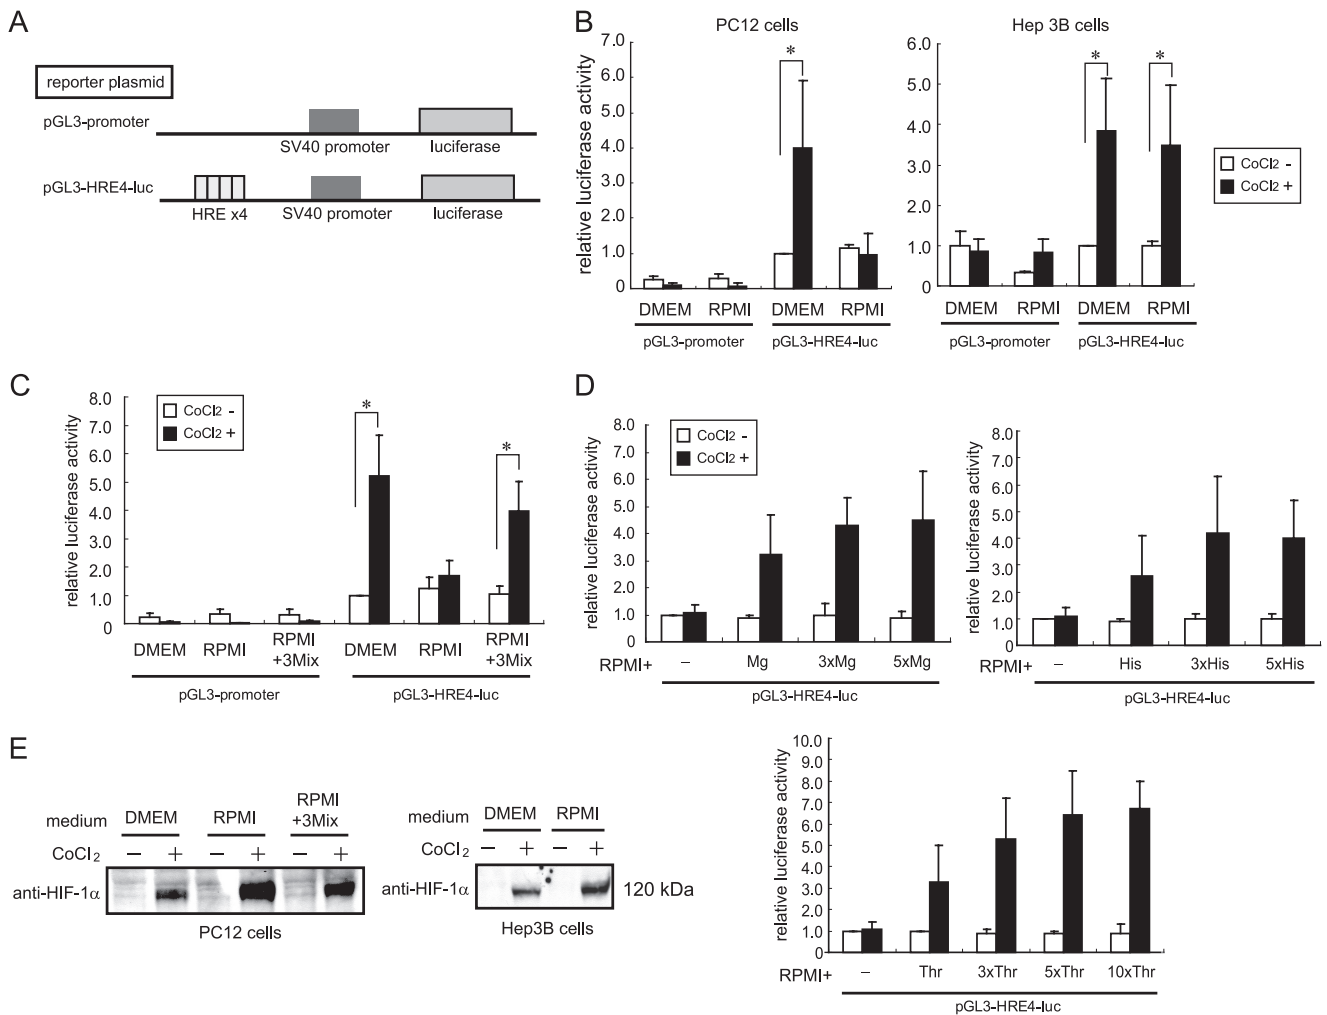 A
reporter plasmid
pGL3-promoter
SV40 promoter
luciferase
pGL3-HRE4-luc
HRE x4
SV40 promoter
luciferase
B
PC12 cells
relative luciferase activity
7.0
6.0
5.0
4.0
3.0
2.0
1.0
0
*
DMEM RPMI DMEM RPMI
pGL3-promoter pGL3-HRE4-luc
Hep 3B cells
relative luciferase activity
6.0
5.0
4.0
3.0
2.0
1.0
0
* *
DMEM RPMI DMEM RPMI
pGL3-promoter pGL3-HRE4-luc
CoCl2 -
CoCl2 +
C
relative luciferase activity
8.0
7.0
6.0
5.0
4.0
3.0
2.0
1.0
0
CoCl2 -
CoCl2 +
*
*
DMEM RPMI RPMI +3Mix DMEM RPMI RPMI +3Mix
pGL3-promoter pGL3-HRE4-luc
D
relative luciferase activity
8.0
7.0
6.0
5.0
4.0
3.0
2.0
1.0
0
CoCl2 -
CoCl2 +
RPMI+ – Mg 3xMg 5xMg
pGL3-HRE4-luc
relative luciferase activity
8.0
7.0
6.0
5.0
4.0
3.0
2.0
1.0
0
RPMI+ – His 3xHis 5xHis
pGL3-HRE4-luc
relative luciferase activity
10.0
9.0
8.0
7.0
6.0
5.0
4.0
3.0
2.0
1.0
0
RPMI+ – Thr 3xThr 5xThr 10xThr
pGL3-HRE4-luc
E
medium DMEM RPMI RPMI +3Mix
CoCl2 – + – + – +
anti-HIF-1α
PC12 cells
medium DMEM RPMI
CoCl2 – + – +
anti-HIF-1α 120 kDa
Hep3B cells